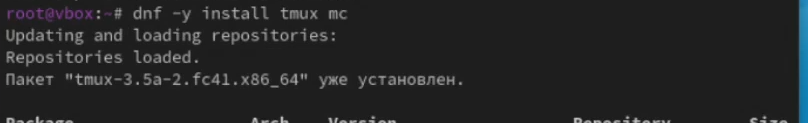 root@vbox:~# dnf -y install tmux mc
Updating and loading repositories:
Repositories loaded.
Пакет "tmux-3.5a-2.fc41.x86_64" уже установлен.
Package Arch Version Repository Size